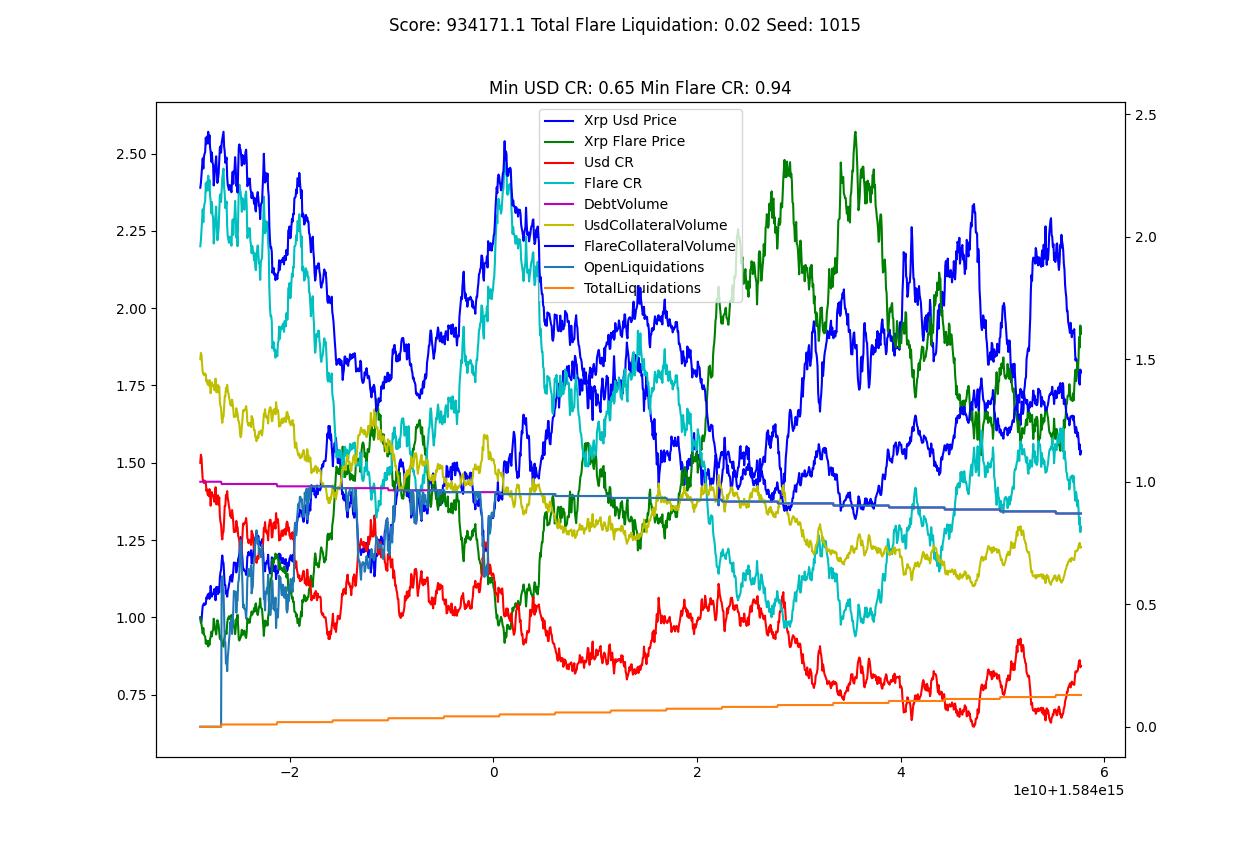 Score: 934171.1 Total Flare Liquidation: 0.02 Seed: 1015
Min USD CR: 0.65 Min Flare CR: 0.94
Xrp Usd Price
Xrp Flare Price
Usd CR
Flare CR
DebtVolume
UsdCollateralVolume
FlareCollateralVolume
OpenLiquidations
TotalLiquidations
2.50
2.25
2.00
1.75
1.50
1.25
1.00
0.75
2.5
2.0
1.5
1.0
0.5
0.0
−2
0
2
4
6
1e10+1.584e15